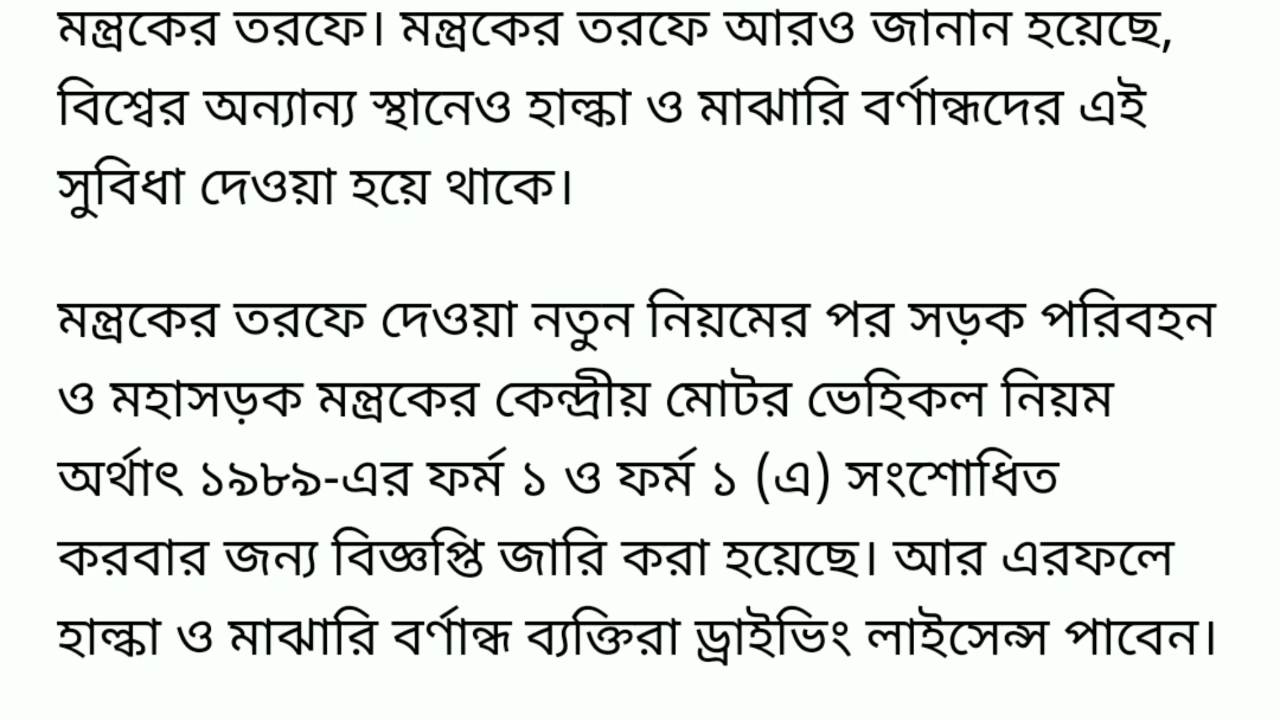 মন্ত্রকের তরফে। মন্ত্রকের তরফে আরও জানান হয়েছে,
বিশ্বের অন্যান্য স্থানেও হাল্কা ও মাঝারি বর্ণান্ধদের এই
সুবিধা দেওয়া হয়ে থাকে।
মন্ত্রকের তরফে দেওয়া নতুন নিয়মের পর সড়ক পরিবহন
ও মহাসড়ক মন্ত্রকের কেন্দ্রীয় মোটর ভেহিকল নিয়ম
অর্থাৎ ১৯৮৯-এর ফর্ম ১ ও ফর্ম ১ (এ) সংশোধিত
করবার জন্য বিজ্ঞপ্তি জারি করা হয়েছে। আর এরফলে
হাল্কা ও মাঝারি বর্ণান্ধ ব্যক্তিরা ড্রাইভিং লাইসেন্স পাবেন।